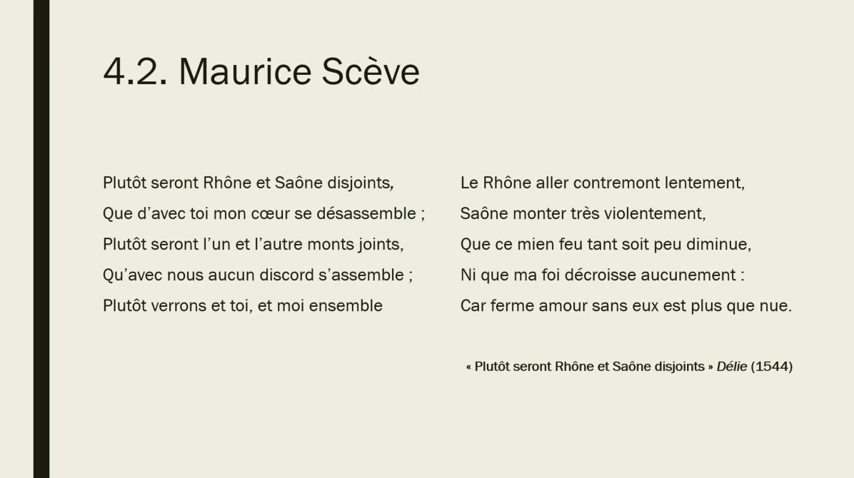 4.2. Maurice Scève
Plutôt seront Rhône et Saône disjoints,
Que d’avec toi mon cœur se désassemble ;
Plutôt seront l’un et l’autre monts joints,
Qu’avec nous aucun discord s’assemble ;
Plutôt verrons et toi, et moi ensemble
Le Rhône aller contremont lentement,
Saône monter très violentement,
Que ce mien feu tant soit peu diminue,
Ni que ma foi décroisse aucunement :
Car ferme amour sans eux est plus que nue.
« Plutôt seront Rhône et Saône disjoints » Délie (1544)